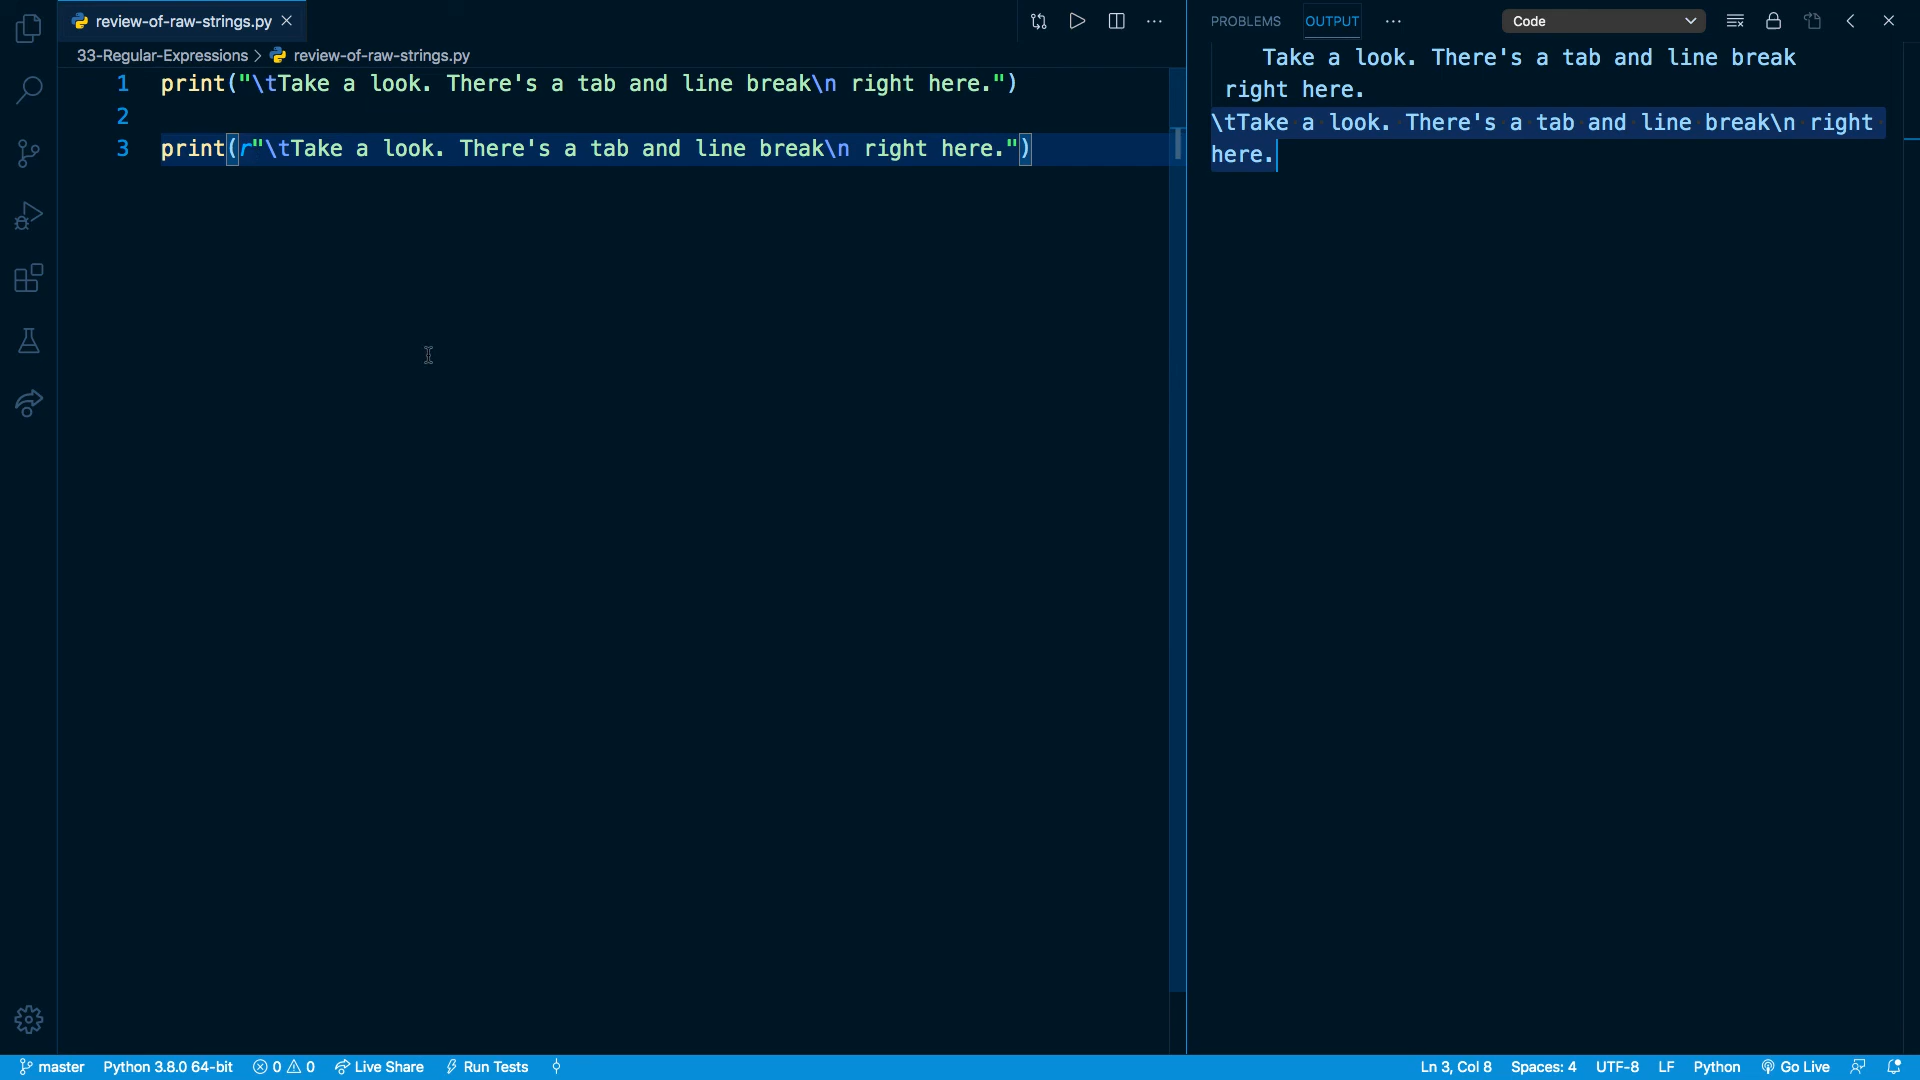 review-of-raw-strings.py
PROBLEMS OUTPUT
Code
33-Regular-Expressions > review-of-raw-strings.py
1 print("\tTake a look. There's a tab and line break\n right here.")
2
3 print(r"\tTake a look. There's a tab and line break\n right here.")
Take a look. There's a tab and line break
right here.
\tTake a look. There's a tab and line break\n right
here.
master Python 3.8.0 64-bit 0 0 Live Share Run Tests Ln 3, Col 8 Spaces: 4 UTF-8 LF Python Go Live